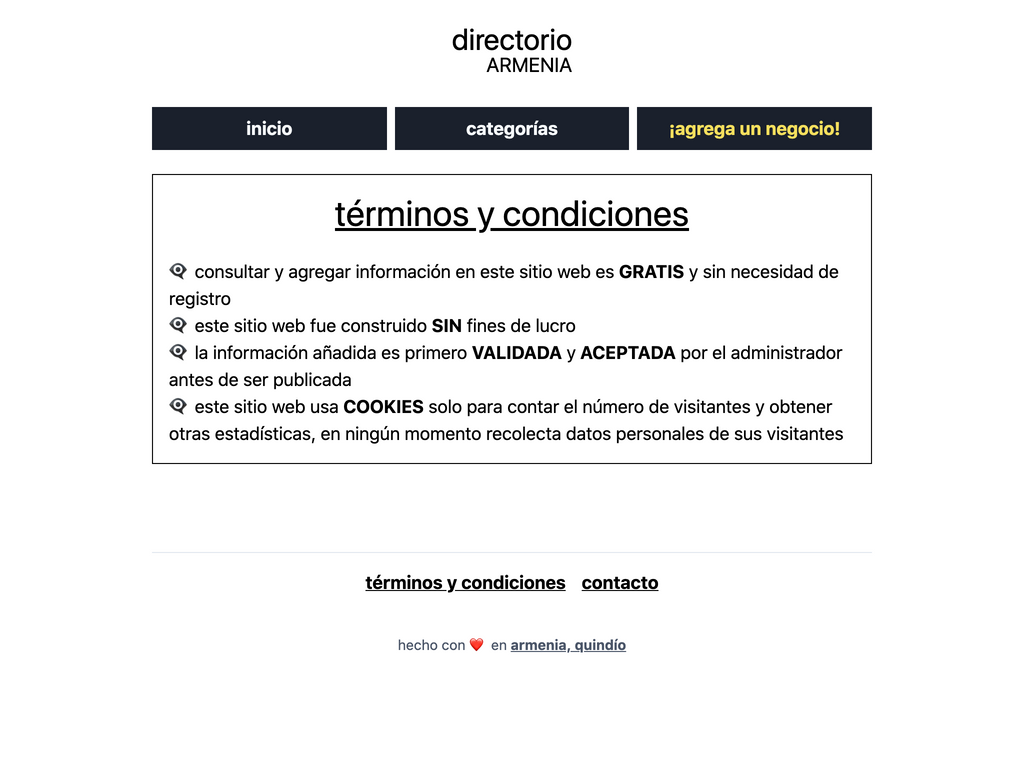 directorio
ARMENIA
inicio
categorías
¡agrega un negocio!
términos y condiciones
👁️‍🗨️ consultar y agregar información en este sitio web es GRATIS y sin necesidad de
registro
👁️‍🗨️ este sitio web fue construido SIN fines de lucro
👁️‍🗨️ la información añadida es primero VALIDADA y ACEPTADA por el administrador
antes de ser publicada
👁️‍🗨️ este sitio web usa COOKIES solo para contar el número de visitantes y obtener
otras estadísticas, en ningún momento recolecta datos personales de sus visitantes
términos y condiciones contacto
hecho con ❤️ en armenia, quindío